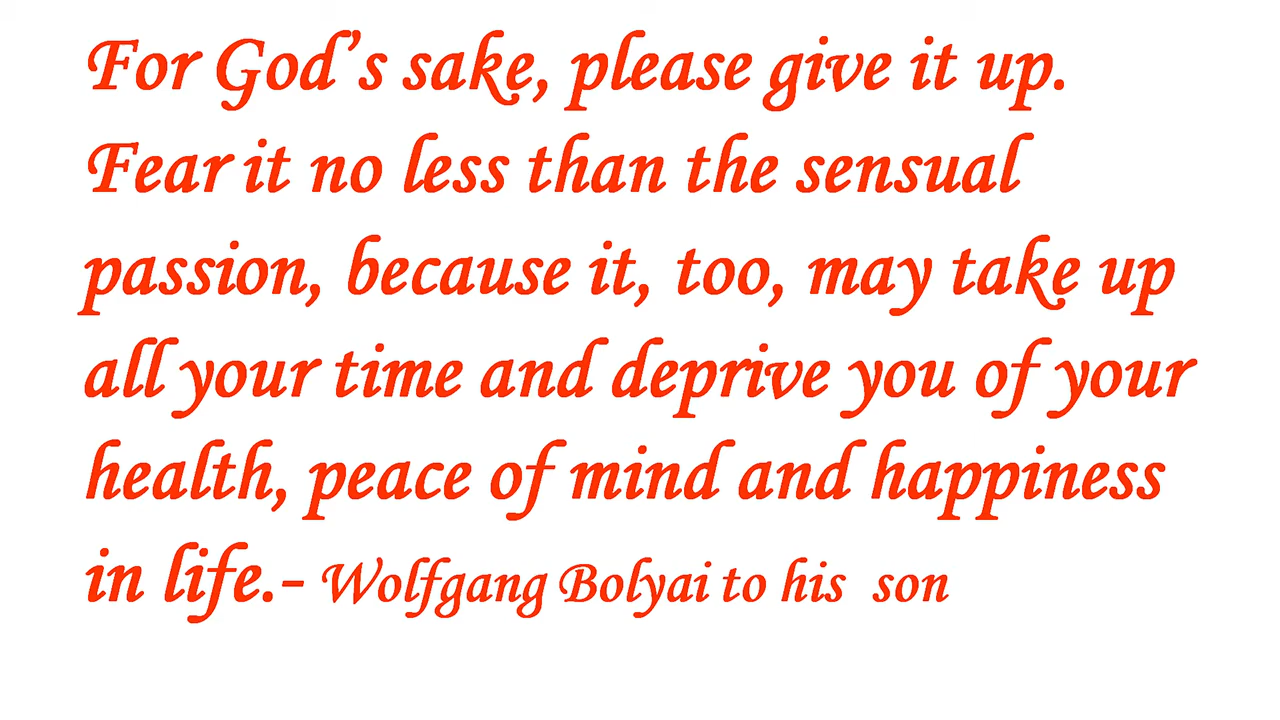 For God's sake, please give it up.
Fear it no less than the sensual
passion, because it, too, may take up
all your time and deprive you of your
health, peace of mind and happiness
in life.- Wolfgang Bolyai to his son